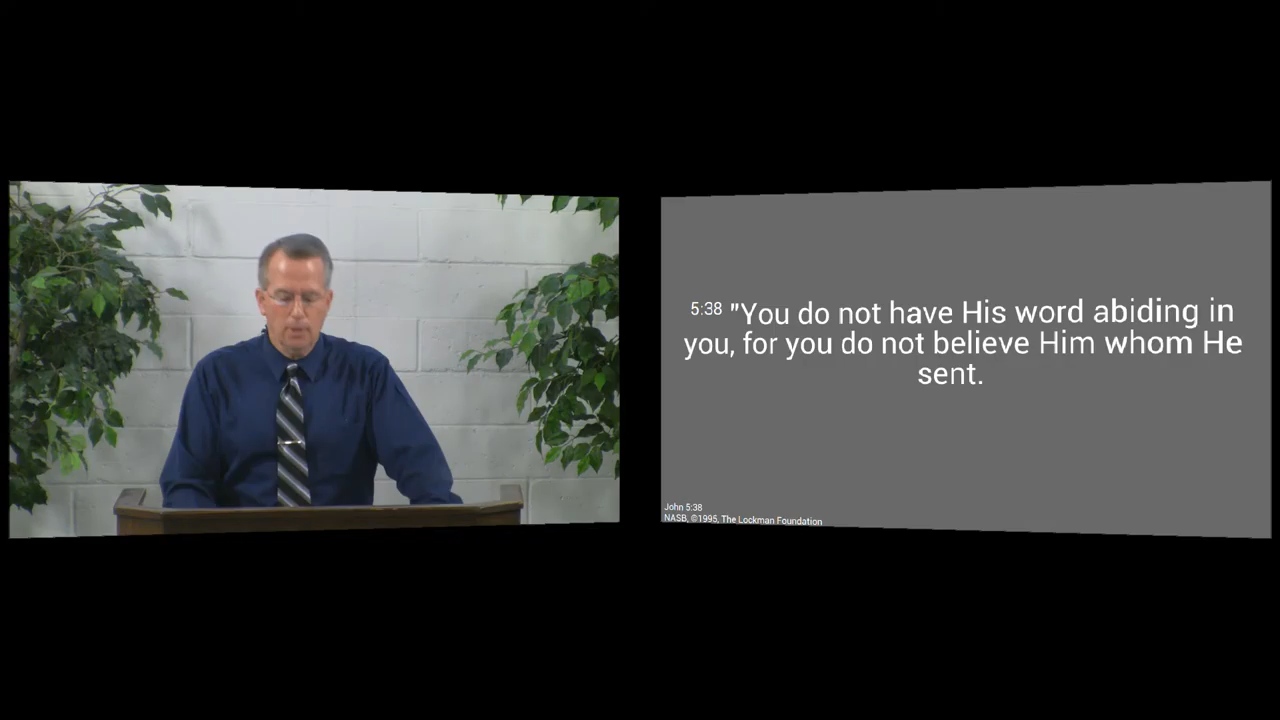 5:38 "You do not have His word abiding in
you, for you do not believe Him whom He
sent.
John 5:38
NASB, ©1995, The Lockman Foundation